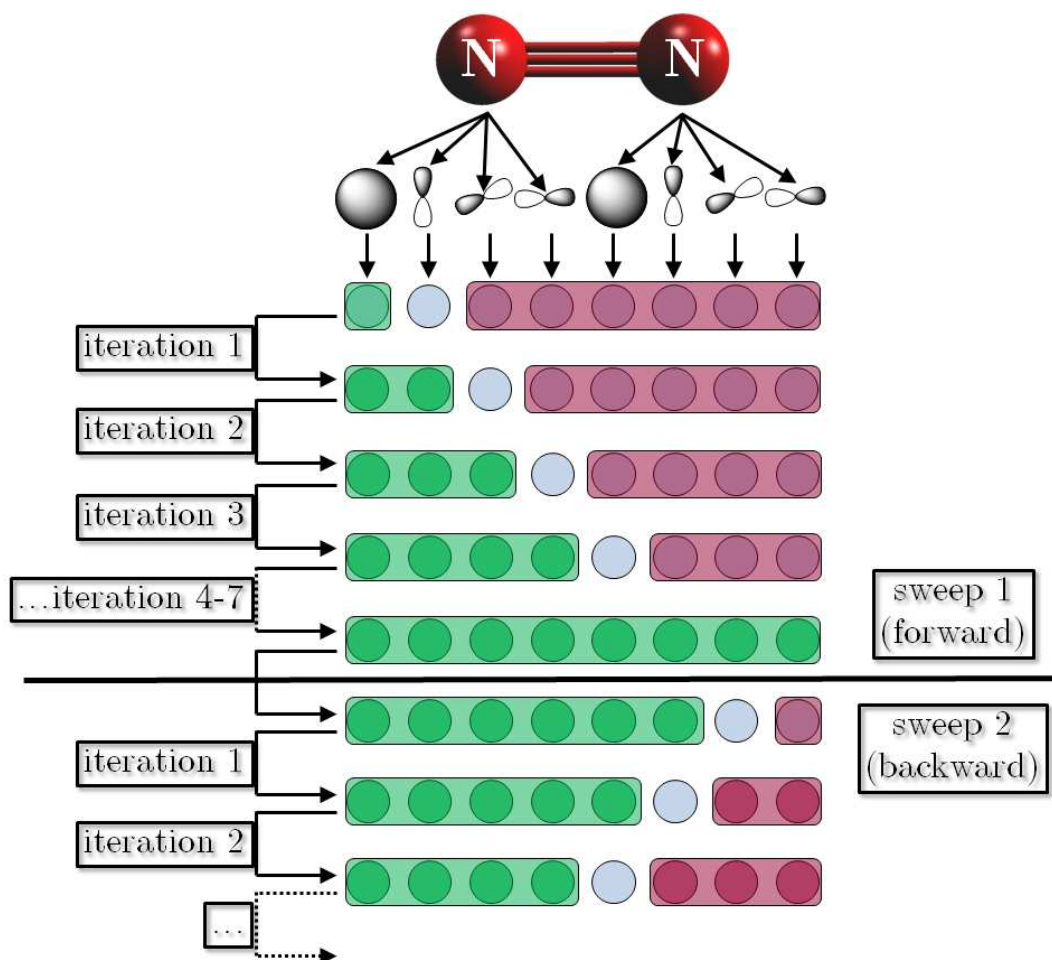 N N
iteration 1
iteration 2
iteration 3
...iteration 4-7
sweep 1
(forward)
sweep 2
(backward)
iteration 1
iteration 2
...